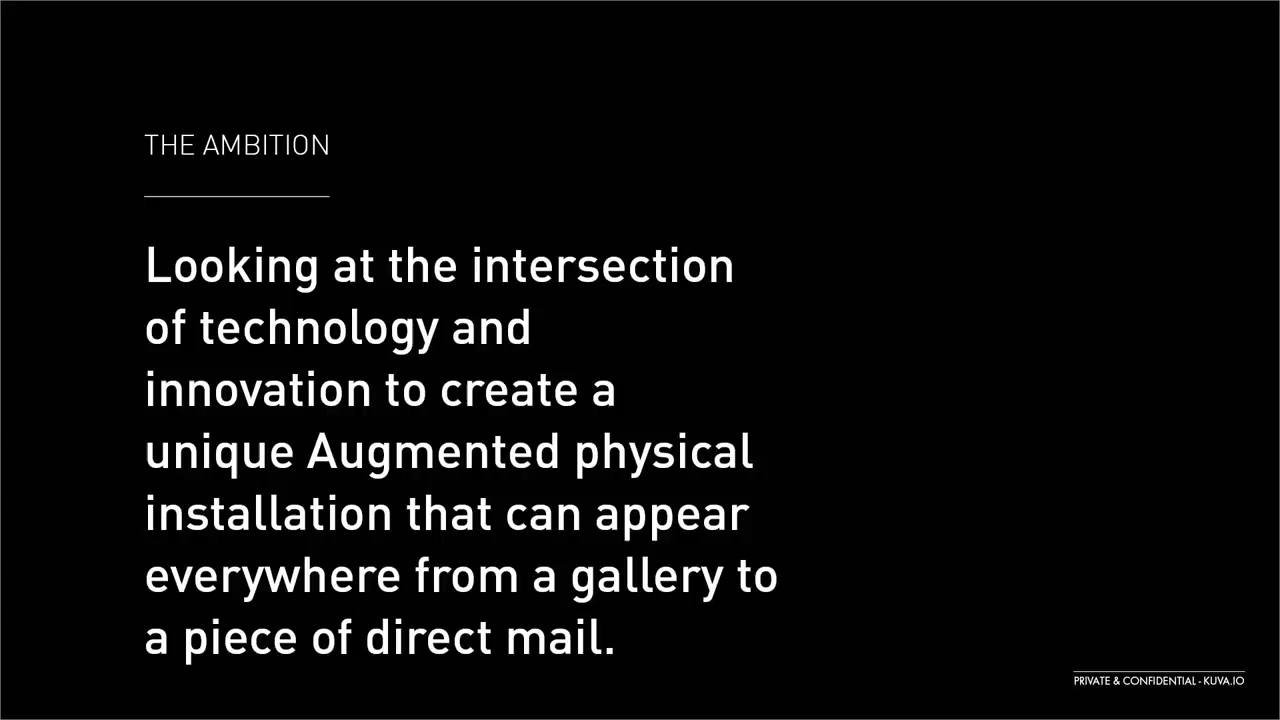 THE AMBITION
Looking at the intersection
of technology and
innovation to create a
unique Augmented physical
installation that can appear
everywhere from a gallery to
a piece of direct mail.
PRIVATE & CONFIDENTIAL - KUVA.IO